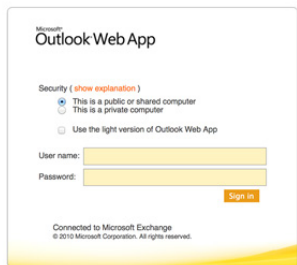 Microsoft®
Outlook Web App
Security ( show explanation )
This is a public or shared computer
This is a private computer
Use the light version of Outlook Web App
User name:
Password:
Sign in
Connected to Microsoft Exchange
© 2010 Microsoft Corporation. All rights reserved.